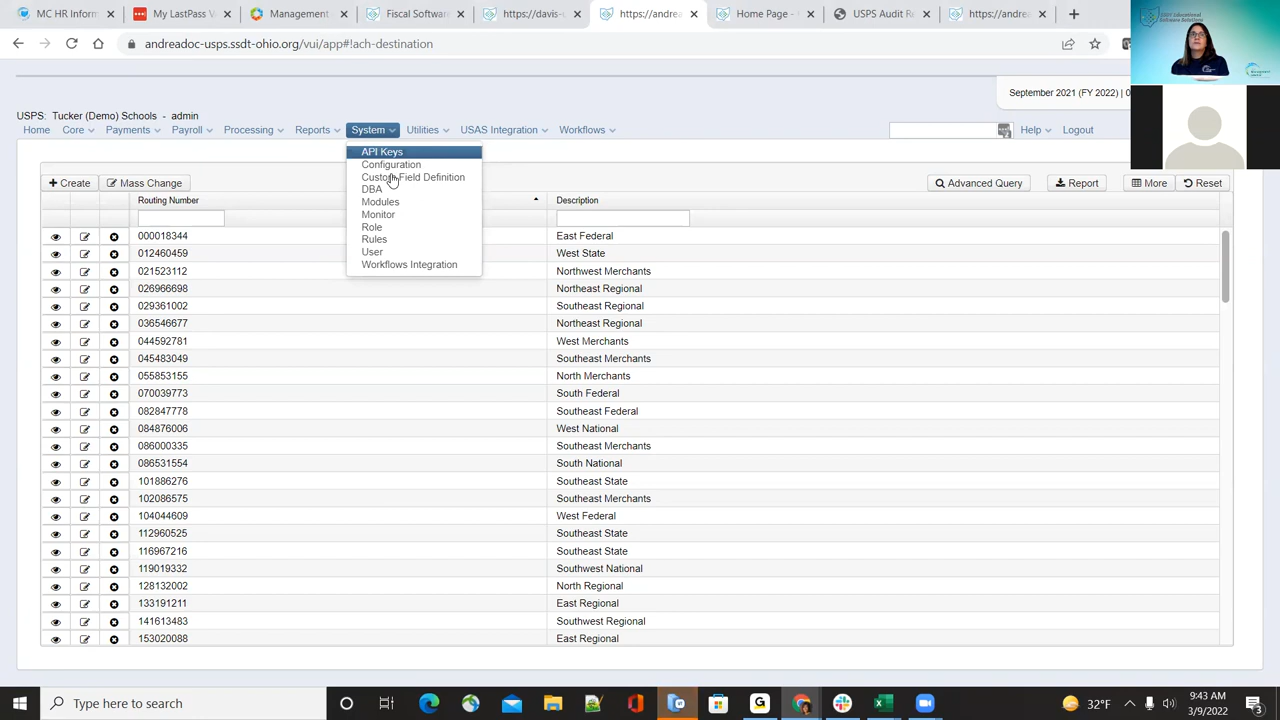 MC HR Inform
My LastPass V
Management
Fiscal Softwar
https://davis-u
https://andrea
Home Page -
USPS Audit R
https://andrea
andreadoc-usps.ssdt-ohio.org/vui/app#!ach-destination
September 2021 (FY 2022) | 0
USPS: Tucker (Demo) Schools - admin
Home Core Payments Payroll Processing Reports System Utilities USAS Integration Workflows Help Logout
API Keys
Configuration
Custom Field Definition
DBA
Modules
Monitor
Role
Rules
User
Workflows Integration
+ Create Mass Change Advanced Query Report More Reset
Routing Number Description
000018344 East Federal
012460459 West State
021523112 Northwest Merchants
026966698 Northeast Regional
029361002 Southeast Regional
036546677 Northeast Regional
044592781 West Merchants
045483049 Southeast Merchants
055853155 North Merchants
070039773 South Federal
082847778 Southeast Federal
084876006 West National
086000335 Southeast Merchants
086531554 South National
101886276 Southeast State
102086575 Southeast Merchants
104044609 West Federal
112960525 Southeast State
116967216 Southeast State
119019332 Southwest National
128132002 North Regional
133191211 East Regional
141613483 Southwest Regional
153020088 East Regional
Type here to search
32°F
9:43 AM
3/9/2022
3